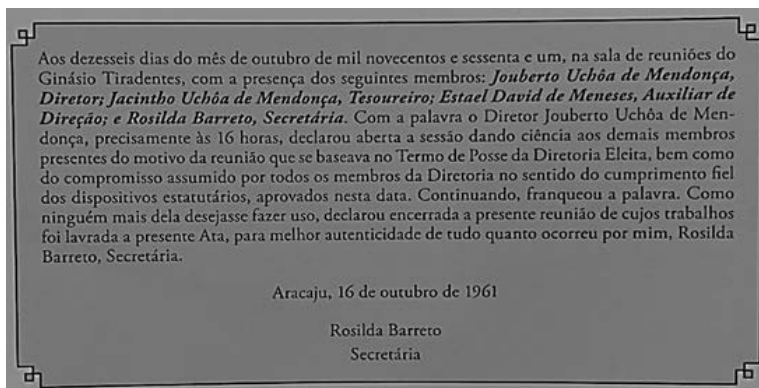 Aos dezesseis dias do mês de outubro de mil novecentos e sessenta e um, na sala de reuniões do
Ginásio Tiradentes, com a presença dos seguintes membros: Jouberto Uchôa de Mendonça,
Diretor; Jacintho Uchôa de Mendonça, Tesoureiro; Estael David de Meneses, Auxiliar de
Direção; e Rosilda Barreto, Secretária. Com a palavra o Diretor Jouberto Uchôa de Men-
donça, precisamente às 16 horas, declarou aberta a sessão dando ciência aos demais membros
presentes do motivo da reunião que se baseava no Termo de Posse da Diretoria Eleita, bem como
do compromisso assumido por todos os membros da Diretoria no sentido do cumprimento fiel
dos dispositivos estatutários, aprovados nesta data. Continuando, franqueou a palavra. Como
ninguém mais dela desejasse fazer uso, declarou encerrada a presente reunião de cujos trabalhos
foi lavrada a presente Ata, para melhor autenticidade de tudo quanto ocorreu por mim, Rosilda
Barreto, Secretária.
Aracaju, 16 de outubro de 1961
Rosilda Barreto
Secretária